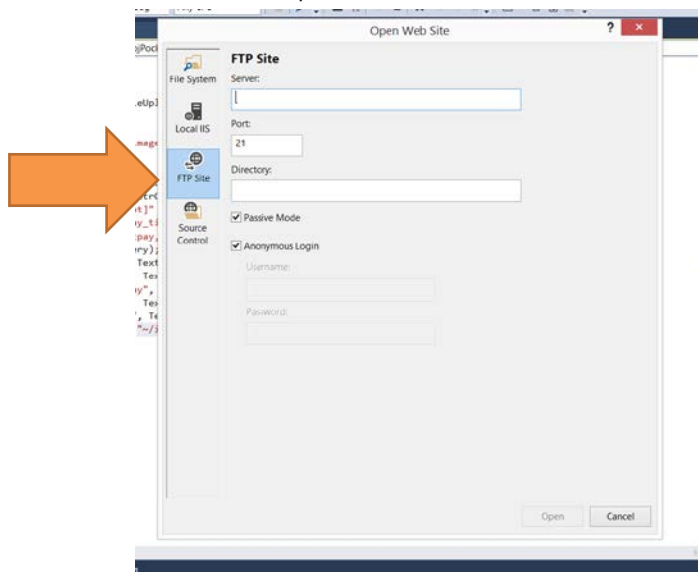 Open Web Site
?
File System
Local IIS
FTP Site
Source
Control
FTP Site
Server:
Port:
21
Directory:
Passive Mode
Anonymous Login
Username:
Password:
Open
Cancel